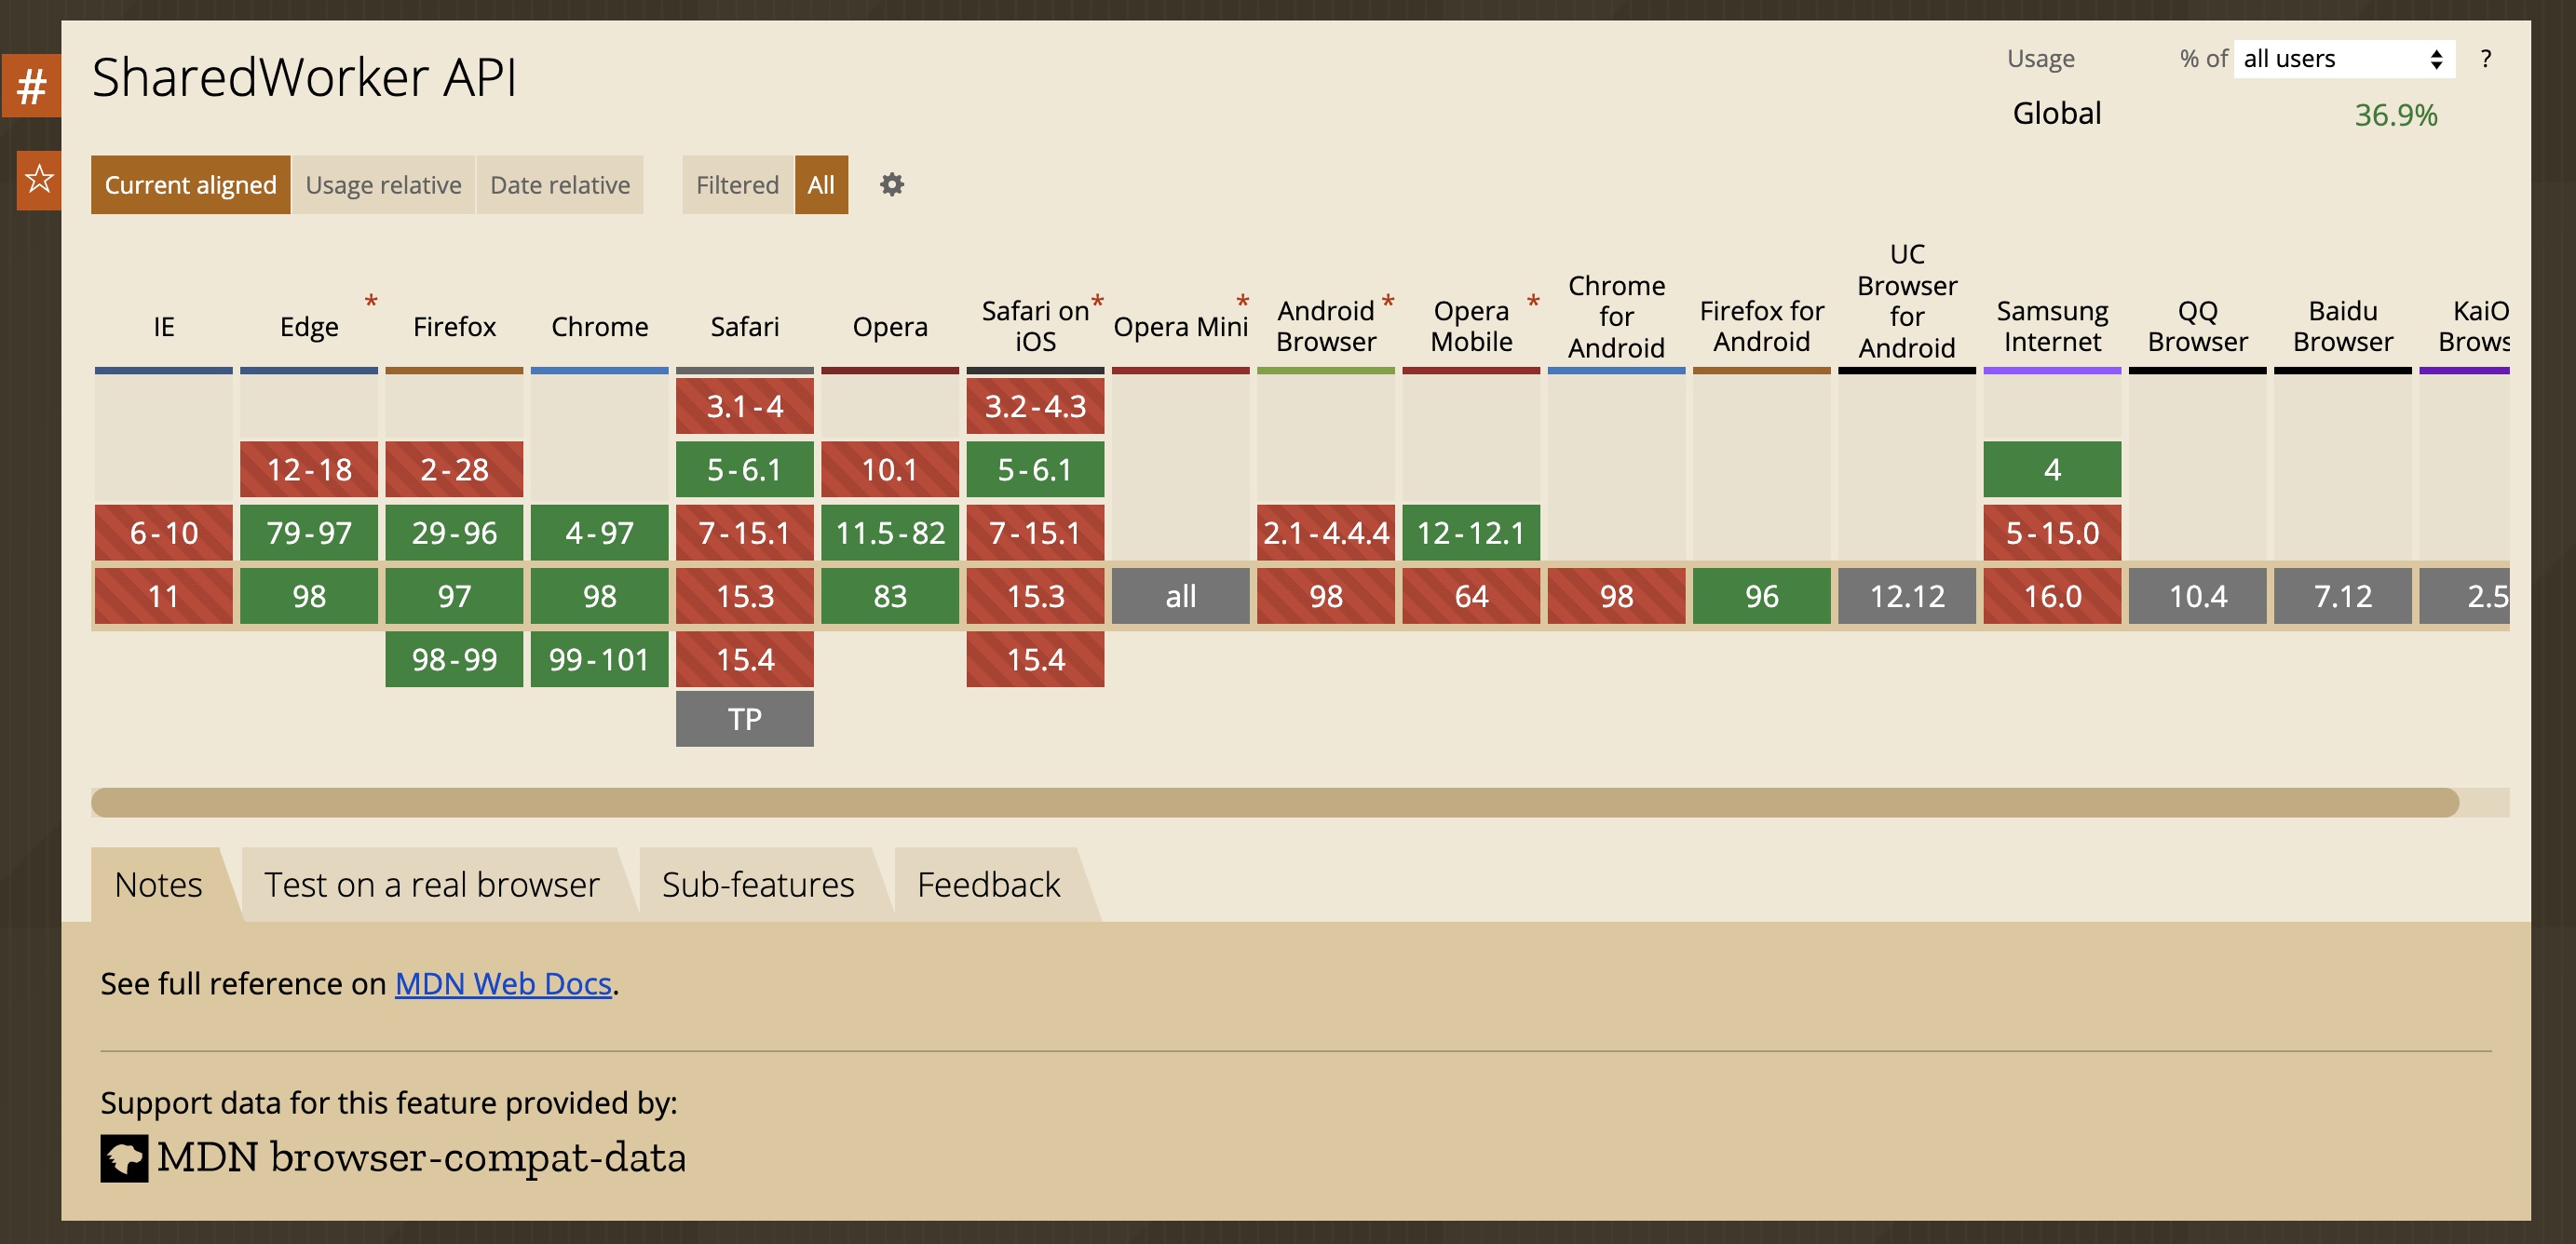 #
SharedWorker API
Usage % of all users ?
Global 36.9%
☆
Current aligned Usage relative Date relative Filtered All
IE
Edge *
Firefox
Chrome
Safari
Opera
Safari on *
iOS
Opera Mini *
Android *
Browser
Opera *
Mobile
Chrome
for
Android
Firefox for
Android
UC
Browser
for
Android
Samsung
Internet
QQ
Browser
Baidu
Browser
KaiO
Brows
3.1-4 3.2-4.3
12-18 2-28 5-6.1 10.1 5-6.1 4
6-10 79-97 29-96 4-97 7-15.1 11.5-82 7-15.1 2.1-4.4.4 12-12.1 5-15.0
11 98 97 98 15.3 83 15.3 all 98 64 98 96 12.12 16.0 10.4 7.12 2.5
98-99 99-101 15.4 15.4
TP
Notes Test on a real browser Sub-features Feedback
See full reference on MDN Web Docs.
Support data for this feature provided by:
MDN browser-compat-data